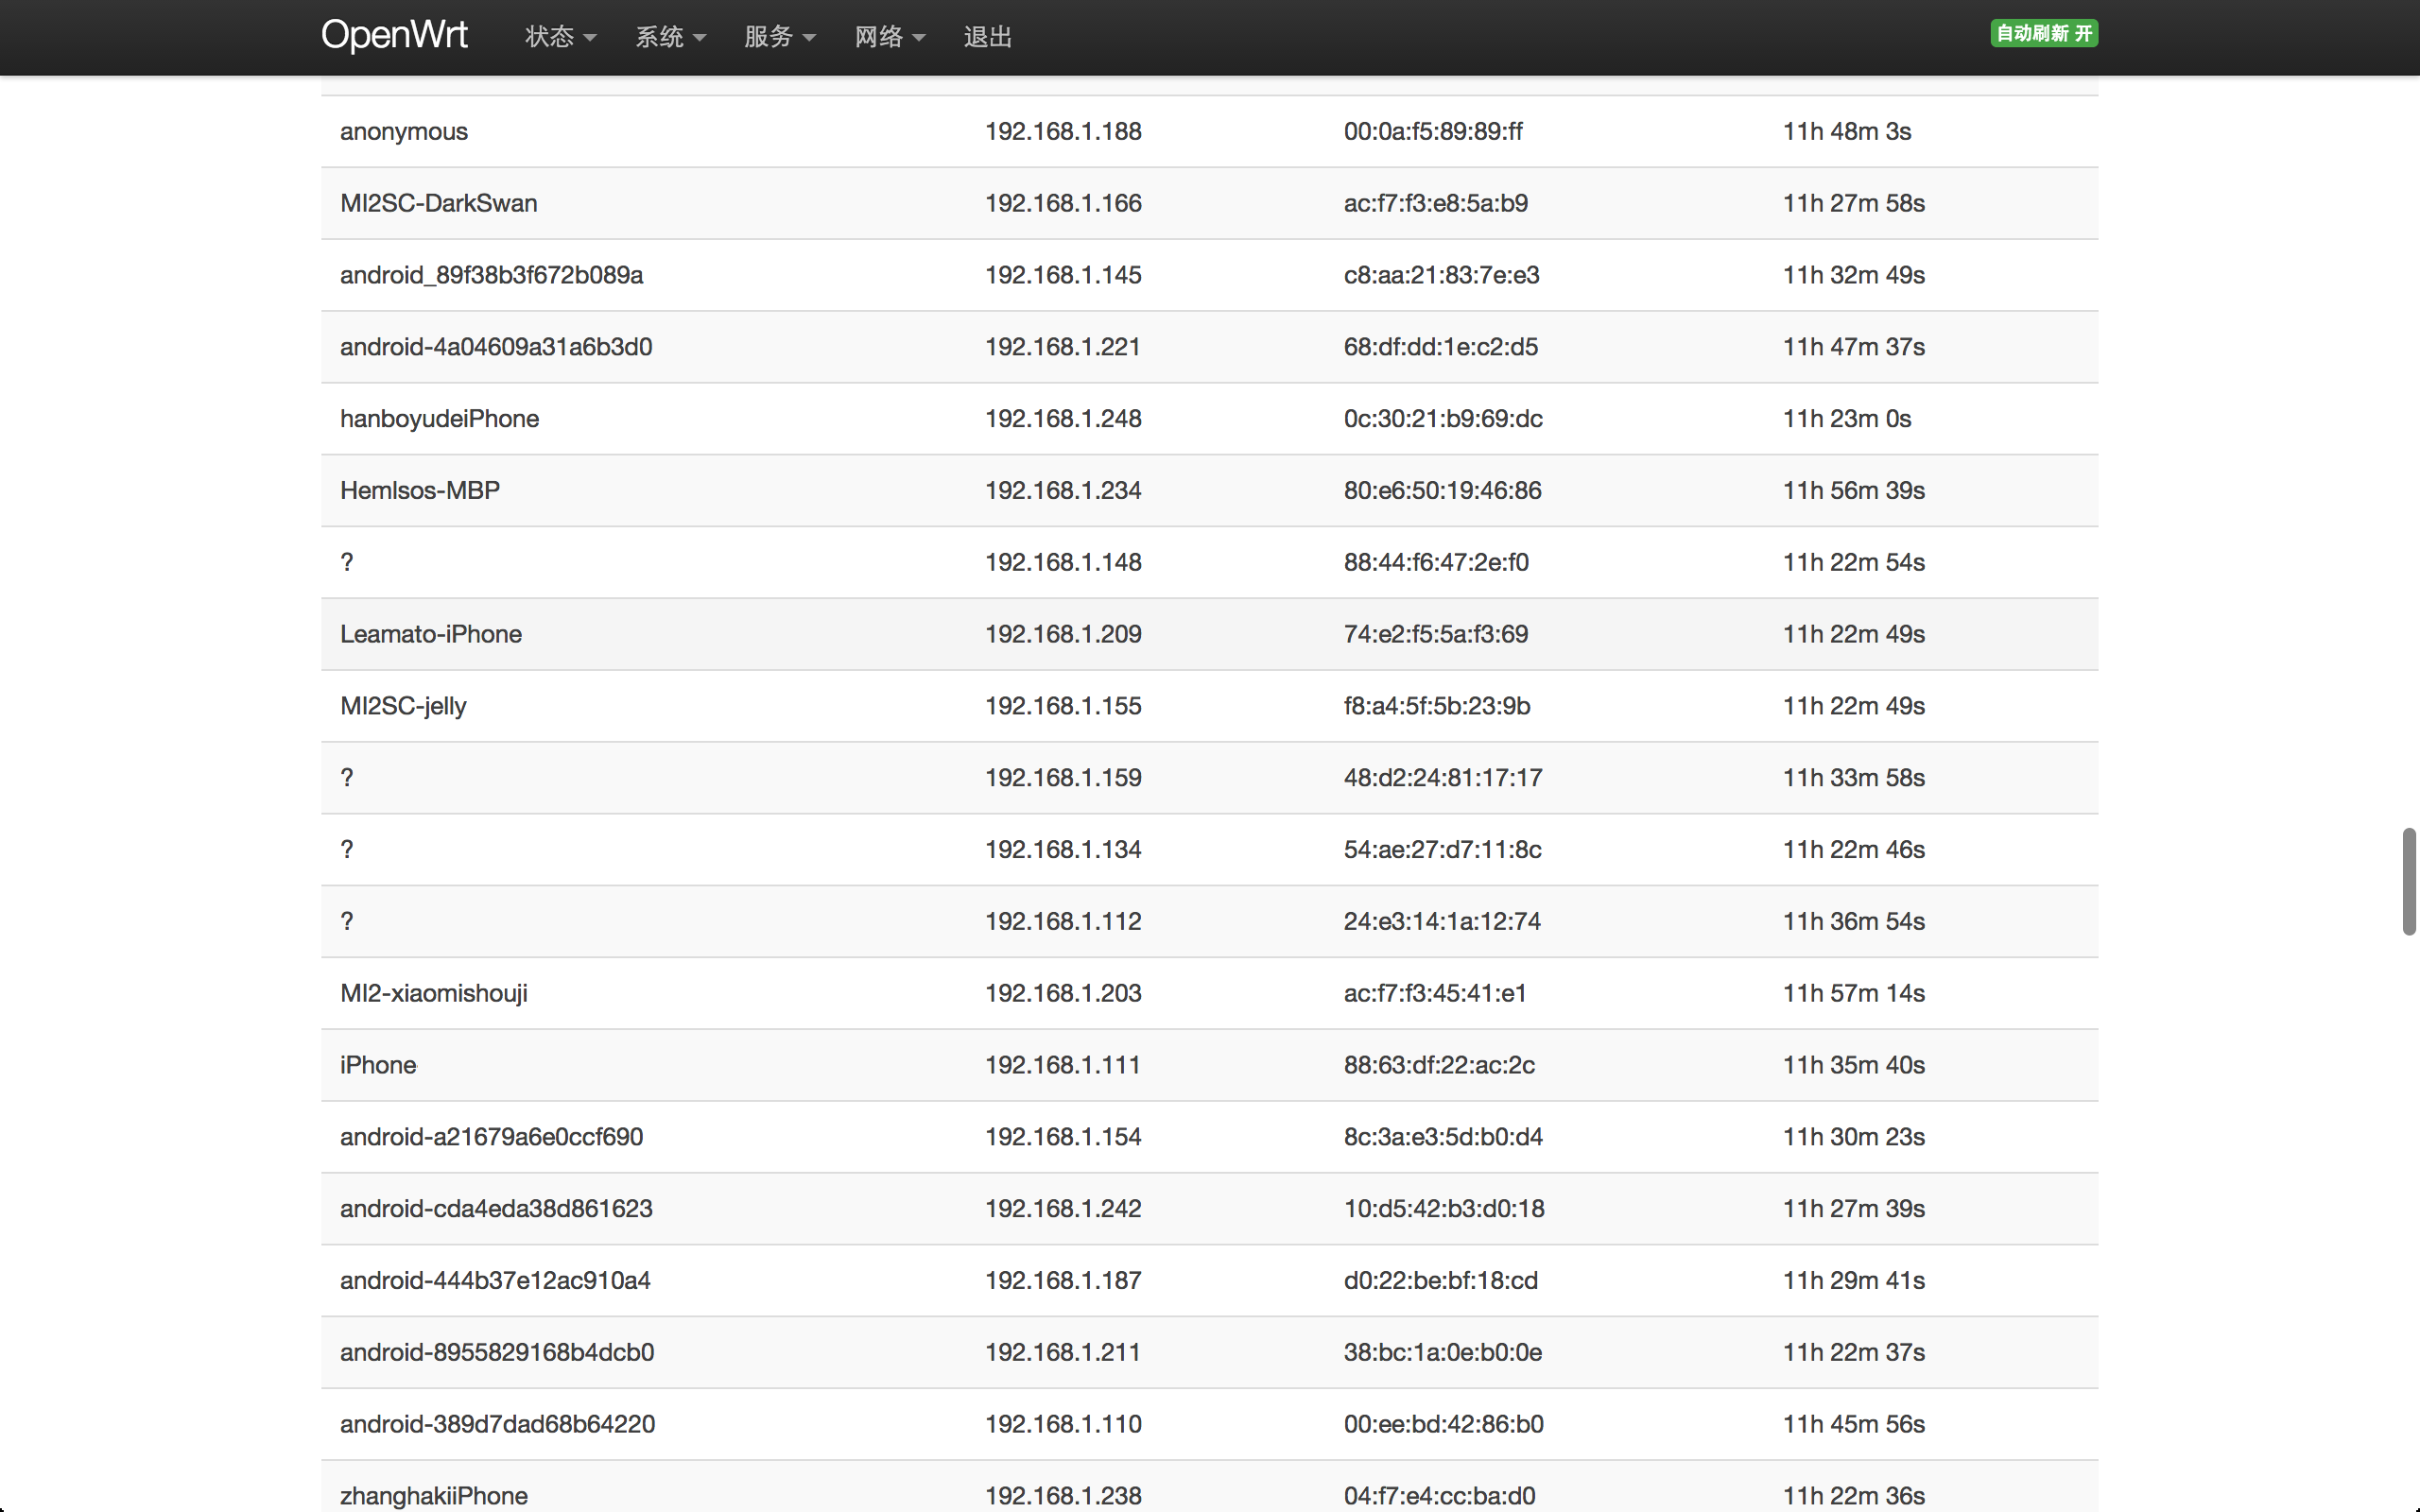 OpenWrt 状态 系统 服务 网络 退出 自动刷新 开
anonymous 192.168.1.188 00:0a:f5:89:89:ff 11h 48m 3s
MI2SC-DarkSwan 192.168.1.166 ac:f7:f3:e8:5a:b9 11h 27m 58s
android_89f38b3f672b089a 192.168.1.145 c8:aa:21:83:7e:e3 11h 32m 49s
android-4a04609a31a6b3d0 192.168.1.221 68:df:dd:1e:c2:d5 11h 47m 37s
hanboyudeiPhone 192.168.1.248 0c:30:21:b9:69:dc 11h 23m 0s
Hemlsos-MBP 192.168.1.234 80:e6:50:19:46:86 11h 56m 39s
? 192.168.1.148 88:44:f6:47:2e:f0 11h 22m 54s
Leamato-iPhone 192.168.1.209 74:e2:f5:5a:f3:69 11h 22m 49s
MI2SC-jelly 192.168.1.155 f8:a4:5f:5b:23:9b 11h 22m 49s
? 192.168.1.159 48:d2:24:81:17:17 11h 33m 58s
? 192.168.1.134 54:ae:27:d7:11:8c 11h 22m 46s
? 192.168.1.112 24:e3:14:1a:12:74 11h 36m 54s
MI2-xiaomishouji 192.168.1.203 ac:f7:f3:45:41:e1 11h 57m 14s
iPhone 192.168.1.111 88:63:df:22:ac:2c 11h 35m 40s
android-a21679a6e0ccf690 192.168.1.154 8c:3a:e3:5d:b0:d4 11h 30m 23s
android-cda4eda38d861623 192.168.1.242 10:d5:42:b3:d0:18 11h 27m 39s
android-444b37e12ac910a4 192.168.1.187 d0:22:be:bf:18:cd 11h 29m 41s
android-8955829168b4dcb0 192.168.1.211 38:bc:1a:0e:b0:0e 11h 22m 37s
android-389d7dad68b64220 192.168.1.110 00:ee:bd:42:86:b0 11h 45m 56s
zhanghakiiPhone 192.168.1.238 04:f7:e4:cc:ba:d0 11h 22m 36s